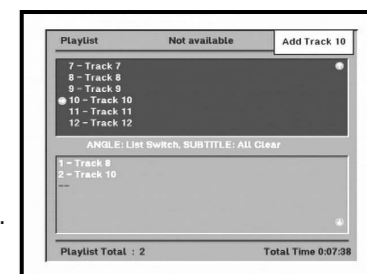 Playlist Not available Add Track 10
7 – Track 7
8 – Track 8
9 – Track 9
10 – Track 10
11 – Track 11
12 – Track 12
ANGLE: List Switch, SUBTITLE: All Clear
1 – Track 8
2 – Track 10
--
Playlist Total : 2 Total Time 0:07:38
.